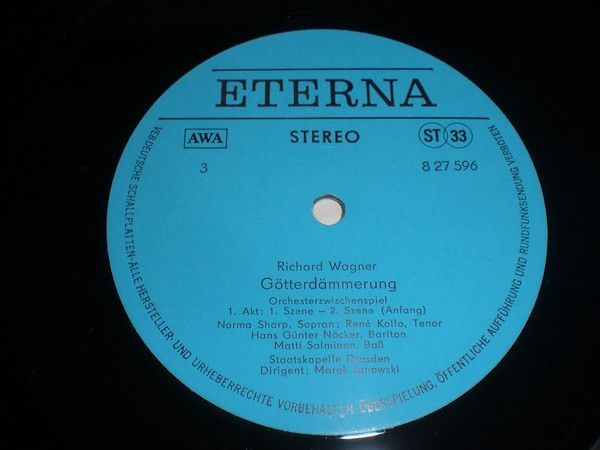 ETERNA
AWA STEREO ST 33
3 8 27 596
Richard Wagner
Götterdämmerung
Orchesterzwischenspiel
1. Akt; 1. Szene – 2. Szene (Anfang)
Norma Sharp, Sopran; René Kollo, Tenor
Hans Günter Nöcker, Bariton
Matti Salminen, Baß
Staatskapelle Dresden
Dirigent: Marek Janowski
VEB DEUTSCHE SCHALLPLATTEN · ALLE HERSTELLER- UND URHEBERRECHTE VORBEHALTEN · ÜBERSPIELUNG, ÖFFENTLICHE AUFFÜHRUNG UND RUNDFUNKSENDUNG VERBOTEN